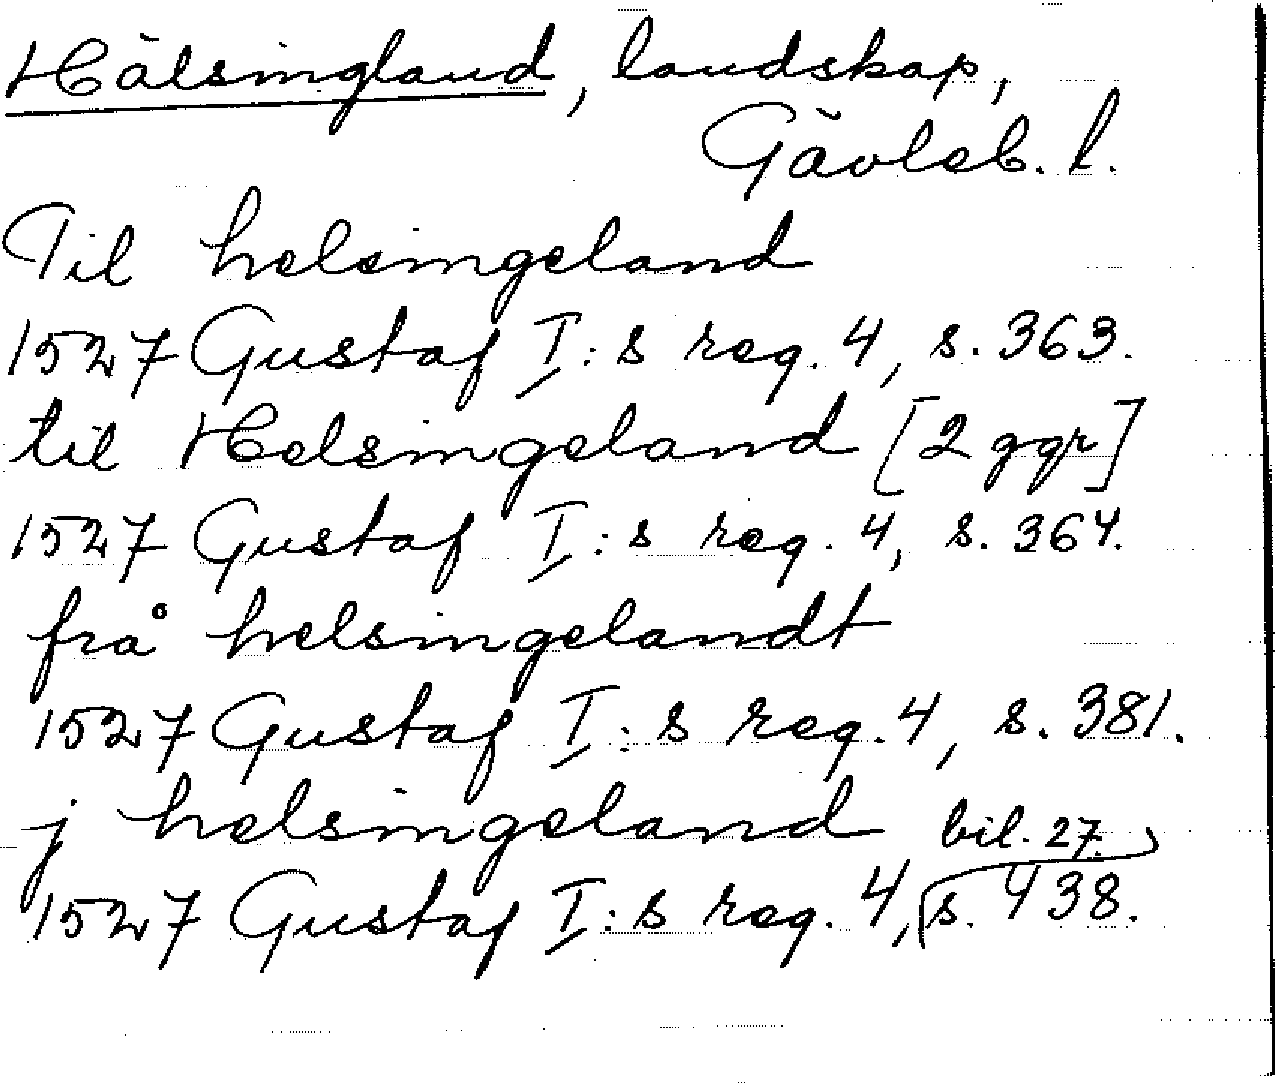 Hälsingland, landskap,
Gävleb. l.
Til helsingeland
1527 Gustaf I:s reg. 4, s. 363.
til Helsingeland [2 ggr]
1527 Gustaf I:s reg. 4, s. 364.
frå helsingelandt
1527 Gustaf I:s reg. 4, s. 381.
j helsingeland bil. 27.
1527 Gustaf I:s reg. 4, s. 438.